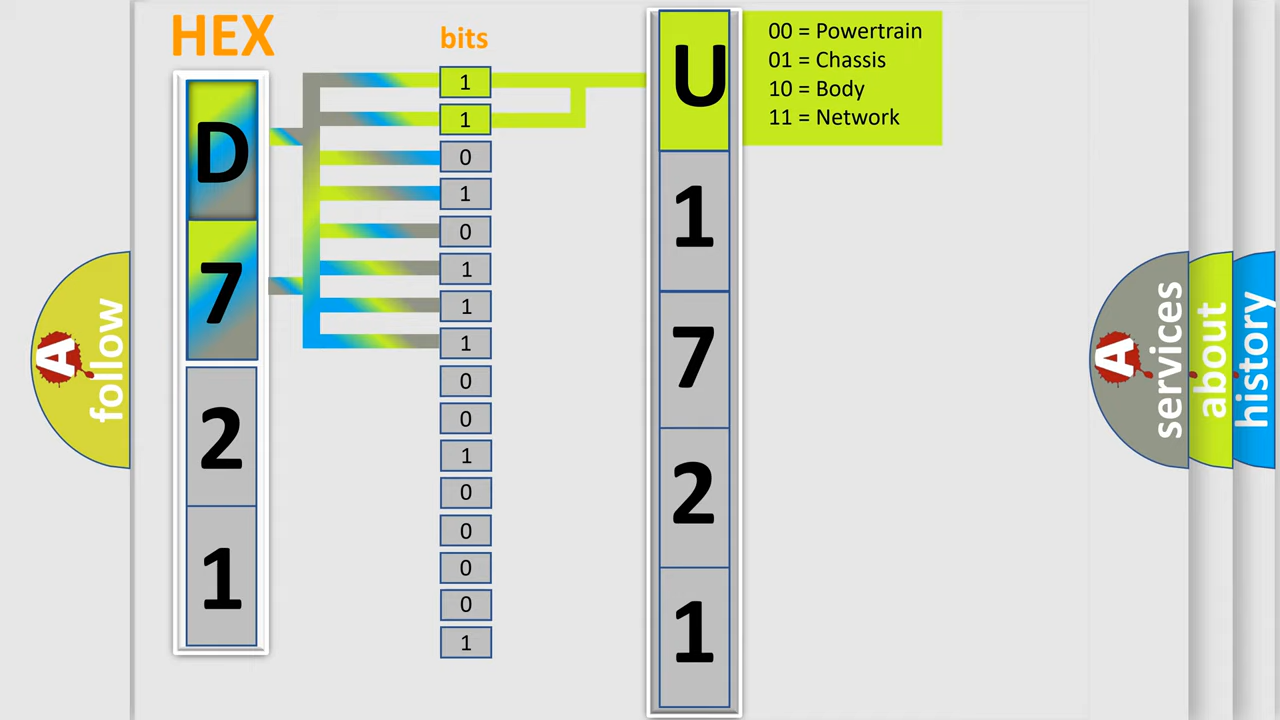 HEX
bits
D
7
2
1
1
1
0
1
0
1
1
1
0
0
1
0
0
0
0
1
U
1
7
2
1
00 = Powertrain
01 = Chassis
10 = Body
11 = Network
A
follow
A
services
about
history